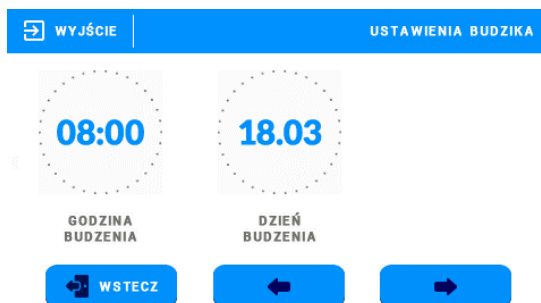 WYJŚCIE
USTAWIENIA BUDZIKA
08:00
18.03
GODZINA
BUDZENIA
DZIEŃ
BUDZENIA
WSTECZ